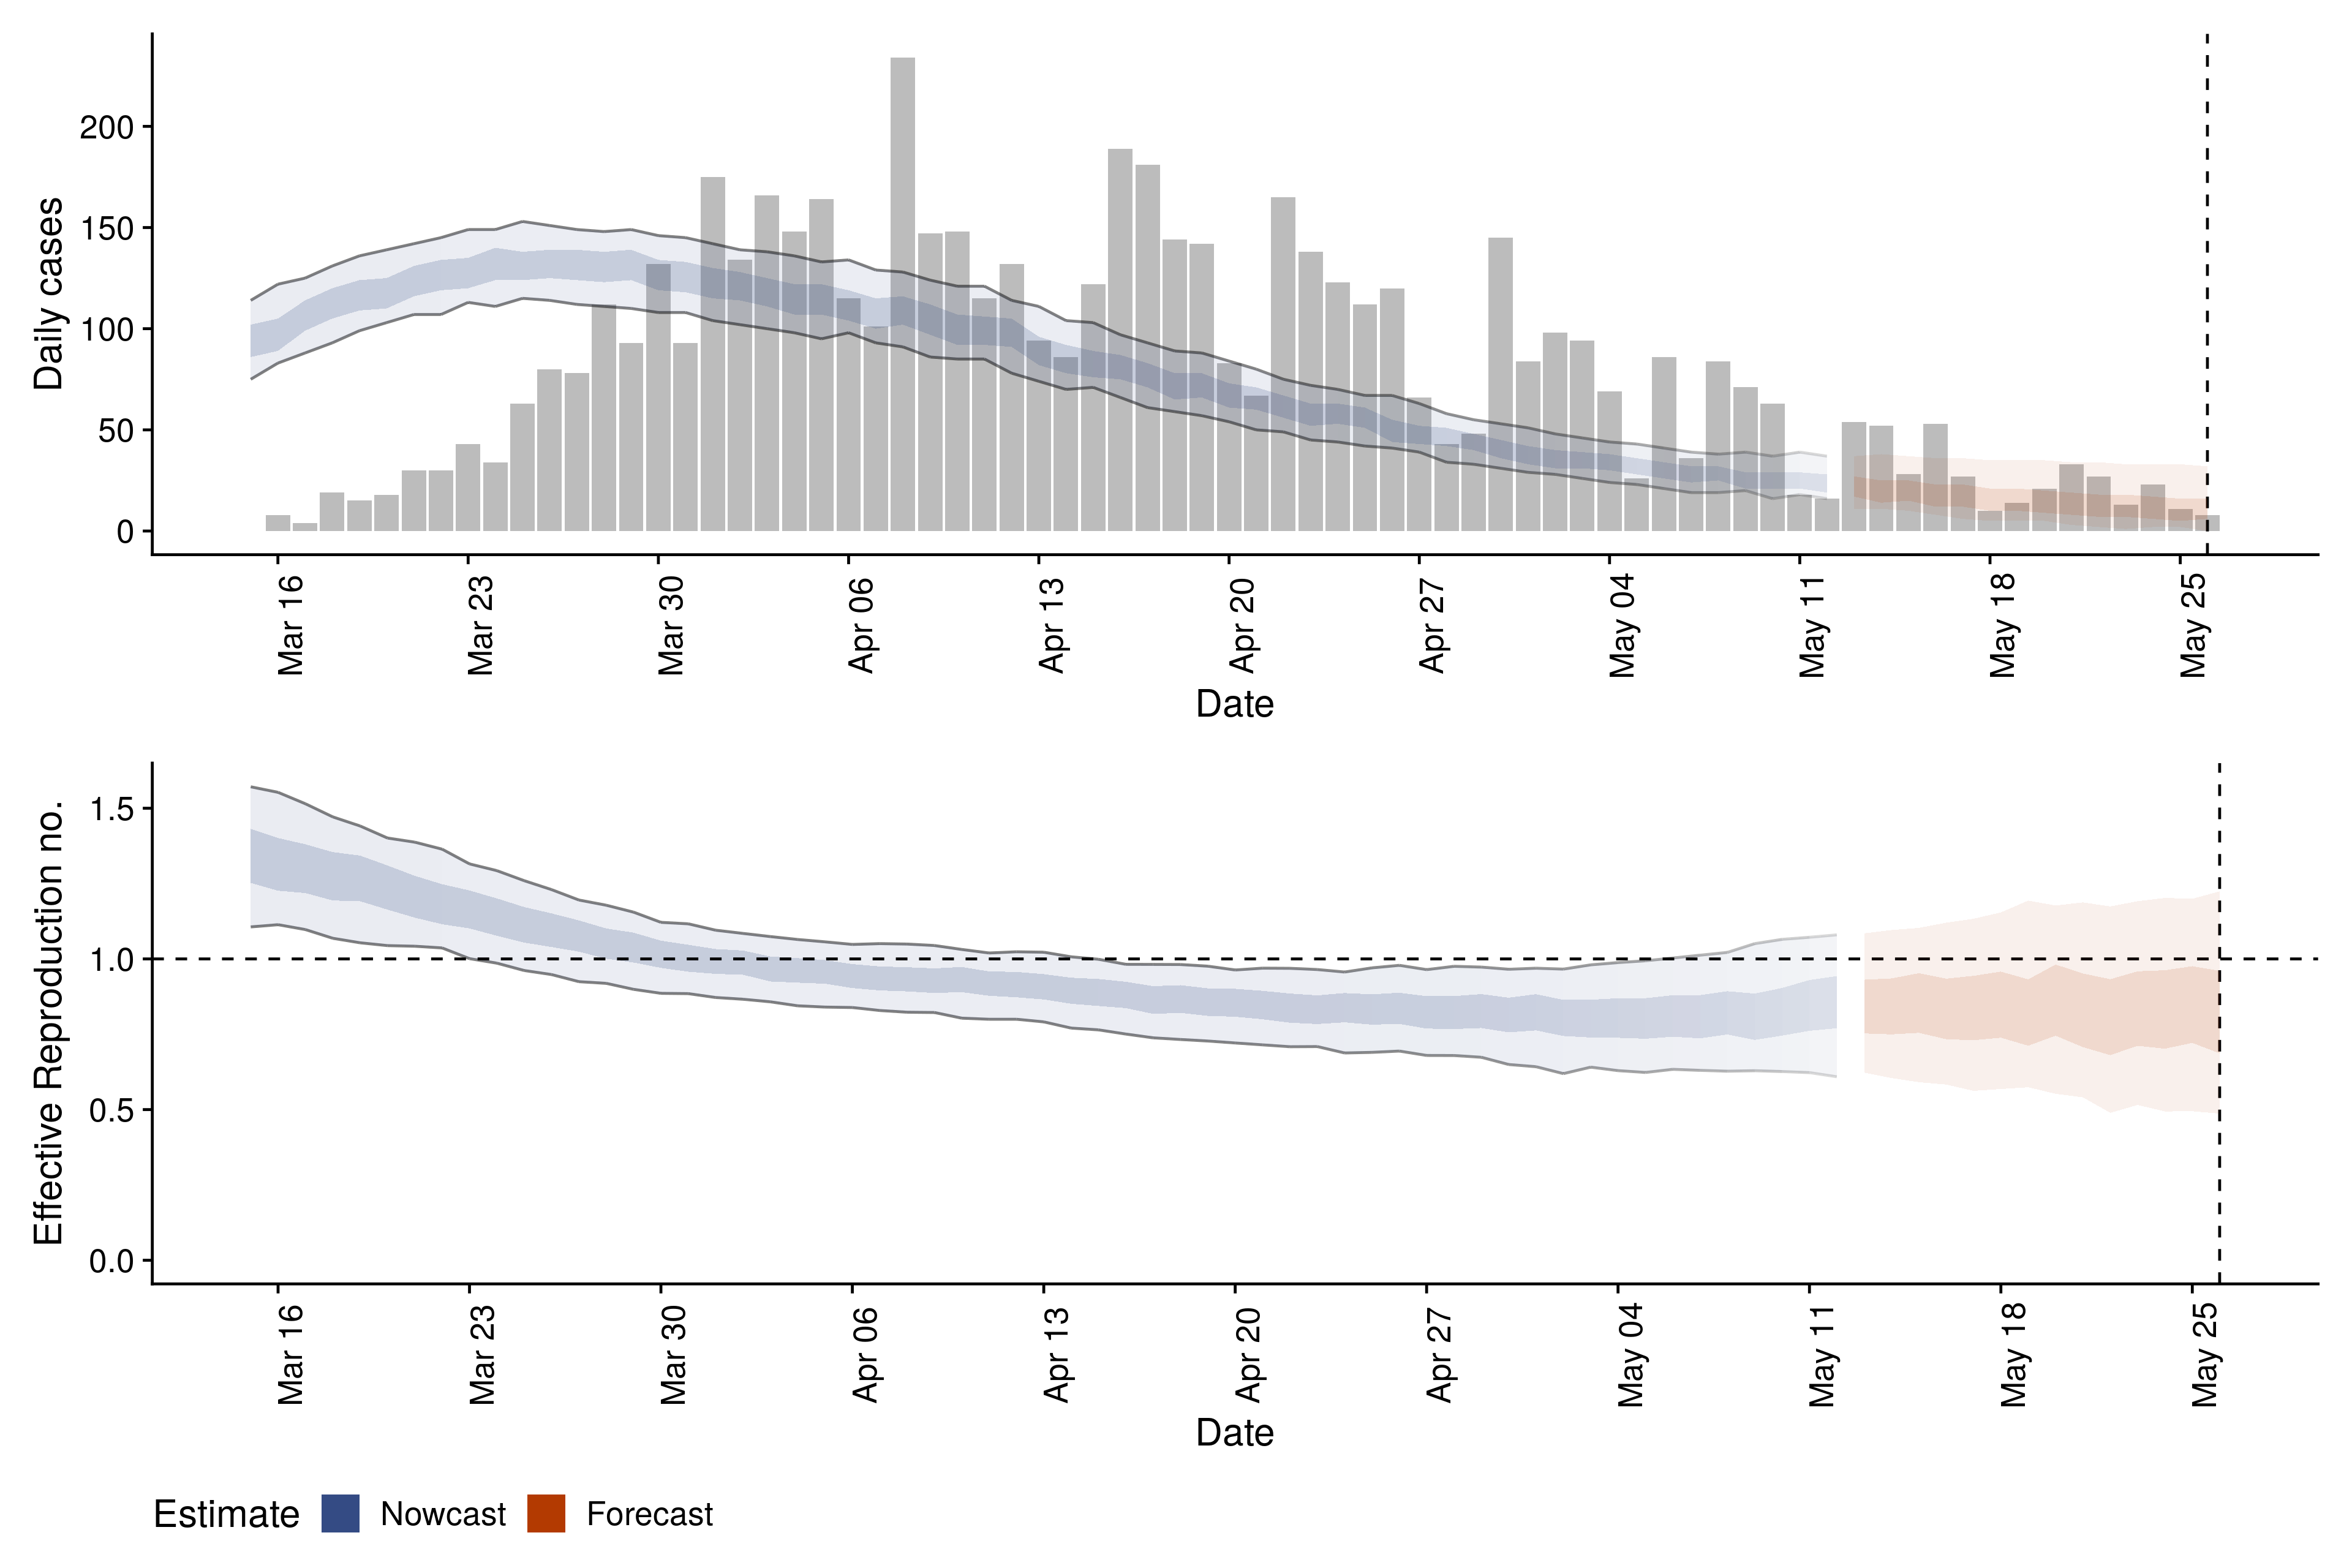 Daily cases
200
150
100
50
0
Mar 16
Mar 23
Mar 30
Apr 06
Apr 13
Apr 20
Apr 27
May 04
May 11
May 18
May 25
Date
Effective Reproduction no.
1.5
1.0
0.5
0.0
Mar 16
Mar 23
Mar 30
Apr 06
Apr 13
Apr 20
Apr 27
May 04
May 11
May 18
May 25
Date
Estimate Nowcast Forecast